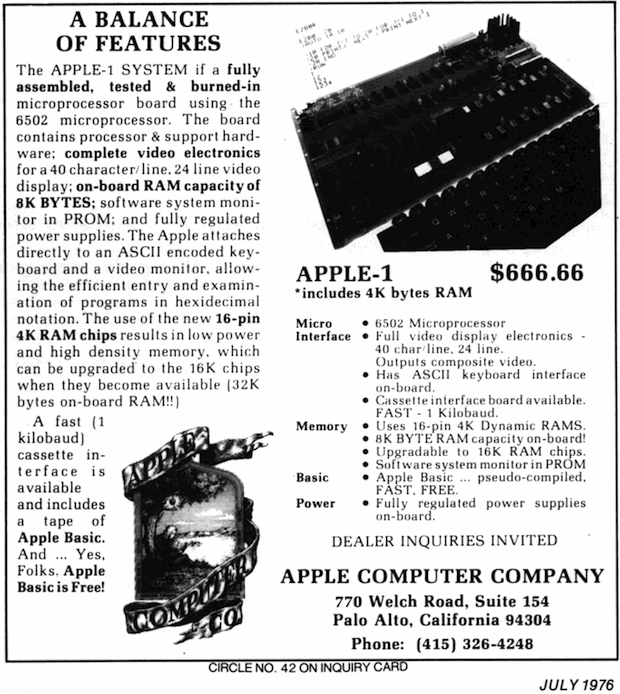 A BALANCE
OF FEATURES
The APPLE-1 SYSTEM if a fully
assembled, tested & burned-in
microprocessor board using the
6502 microprocessor. The board
contains processor & support hard-
ware; complete video electronics
for a 40 character/line, 24 line video
display; on-board RAM capacity of
8K BYTES; software system moni-
tor in PROM; and fully regulated
power supplies. The Apple attaches
directly to an ASCII encoded key-
board and a video monitor, allow-
ing the efficient entry and examin-
ation of programs in hexidecimal
notation. The use of the new 16-pin
4K RAM chips results in low power
and high density memory, which
can be upgraded to the 16K chips
when they become available (32K
bytes on-board RAM!!)
A fast (1
kilobaud)
cassette in-
terface is
available
and includes
a tape of
Apple Basic.
And ... Yes,
Folks. Apple
Basic is Free!
APPLE
COMPUTER
CO
APPLE-1 $666.66
*includes 4K bytes RAM
Micro • 6502 Microprocessor
Interface • Full video display electronics -
40 char/line, 24 line.
Outputs composite video.
• Has ASCII keyboard interface
on-board.
• Cassette interface board available.
FAST - 1 Kilobaud.
Memory • Uses 16-pin 4K Dynamic RAMS.
• 8K BYTE RAM capacity on-board!
• Upgradable to 16K RAM chips.
• Software system monitor in PROM
Basic • Apple Basic ... pseudo-compiled,
FAST, FREE.
Power • Fully regulated power supplies
on-board.
DEALER INQUIRIES INVITED
APPLE COMPUTER COMPANY
770 Welch Road, Suite 154
Palo Alto, California 94304
Phone: (415) 326-4248
CIRCLE NO. 42 ON INQUIRY CARD
JULY 1976